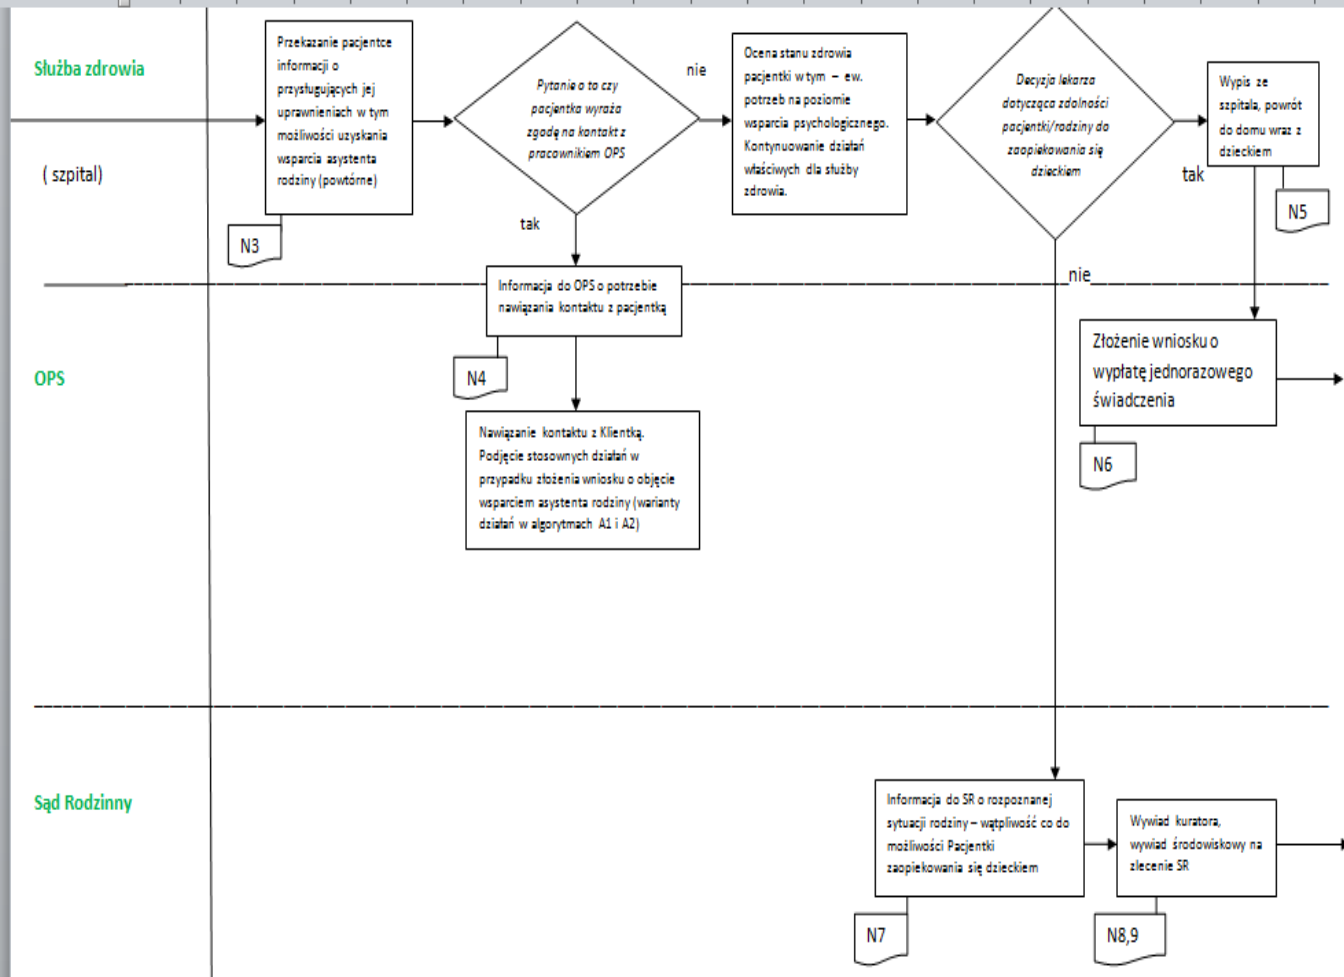 Służba zdrowia
( szpital)
Przekazanie pacjentce
informacji o
przysługujących jej
uprawnieniach w tym
możliwości uzyskania
wsparcia asystenta
rodziny (powtórne)
N3
Pytanie o to czy
pacjentka wyraża
zgodę na kontakt z
pracownikiem OPS
nie
tak
Ocena stanu zdrowia
pacjentki w tym – ew.
potrzeb na poziomie
wsparcia psychologicznego.
Kontynuowanie działań
właściwych dla służby
zdrowia.
Decyzja lekarza
dotycząca zdolności
pacjentki/rodziny do
zaopiekowania się
dzieckiem
tak
nie
Wypis ze
szpitala, powrót
do domu wraz z
dzieckiem
N5
OPS
Informacja do OPS o potrzebie
nawiązania kontaktu z pacjentką
N4
Nawiązanie kontaktu z Klientką.
Podjęcie stosownych działań w
przypadku złożenia wniosku o objęcie
wsparciem asystenta rodziny (warianty
działań w algorytmach A1 i A2)
Złożenie wniosku o
wypłatę jednorazowego
świadczenia
N6
Sąd Rodzinny
Informacja do SR o rozpoznanej
sytuacji rodziny – wątpliwość co do
możliwości Pacjentki
zaopiekowania się dzieckiem
N7
Wywiad kuratora,
wywiad środowiskowy na
zlecenie SR
N8,9